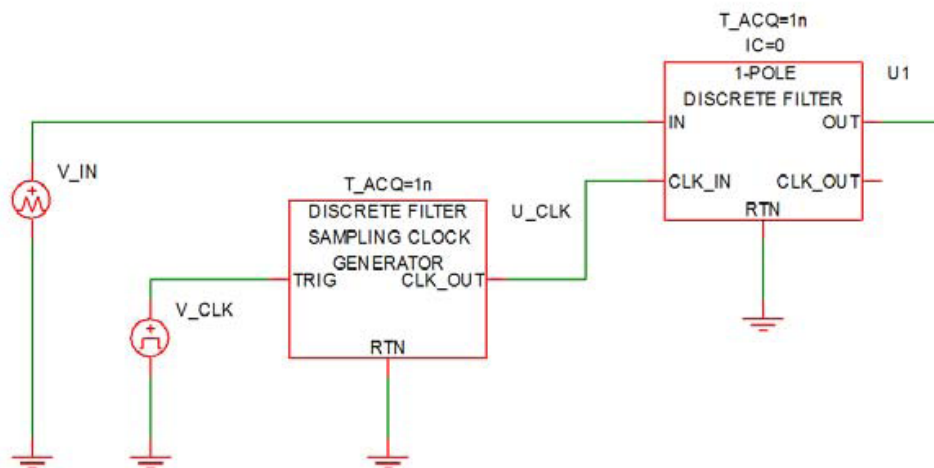 T_ACQ=1n
IC=0
1-POLE
DISCRETE FILTER
U1
IN
OUT
CLK_IN
CLK_OUT
RTN
V_IN
T_ACQ=1n
DISCRETE FILTER
SAMPLING CLOCK
GENERATOR
U_CLK
TRIG
CLK_OUT
V_CLK
RTN